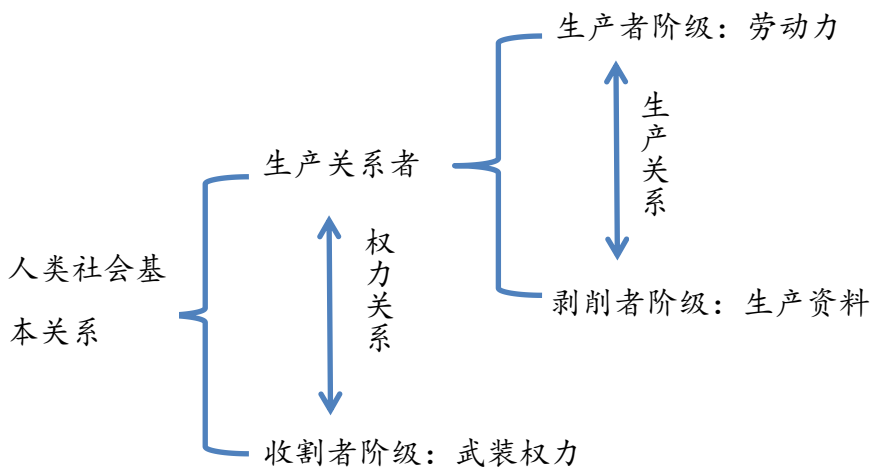 生产者阶级：劳动力
生产关系
生产关系者
权力关系
人类社会基
本关系
剥削者阶级：生产资料
收割者阶级：武装权力